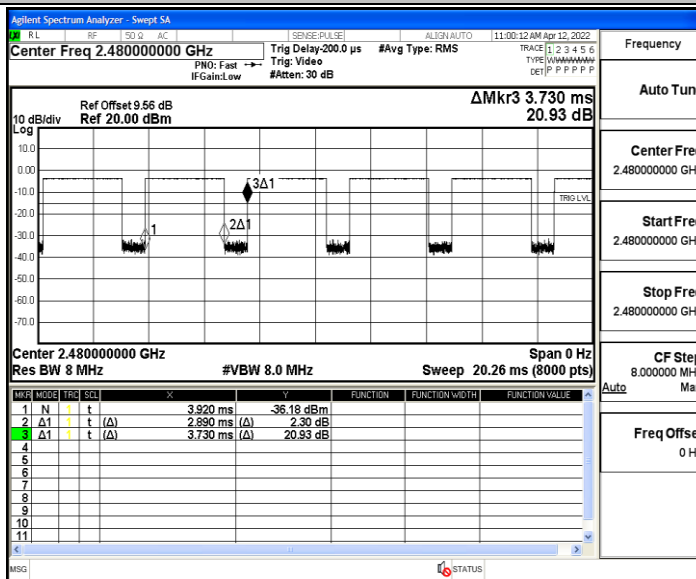 Agilent Spectrum Analyzer - Swept SA
LXI RL RF 50 Ω AC SENSE:PULSE ALIGN AUTO 11:00:12 AM Apr 12, 2022
Center Freq 2.480000000 GHz
PNO: Fast
IFGain:Low
Trig Delay-200.0 µs
Trig: Video
#Atten: 30 dB
#Avg Type: RMS
TRACE 1 2 3 4 5 6
TYPE
DET P P P P P P
Ref Offset 9.56 dB
Ref 20.00 dBm
10 dB/div
Log
ΔMkr3 3.730 ms
20.93 dB
10.0
0.00
-10.0
-20.0
-30.0
-40.0
-50.0
-60.0
-70.0
3Δ1
1
2Δ1
TRIG LVL
Center 2.480000000 GHz Span 0 Hz
Res BW 8 MHz #VBW 8.0 MHz Sweep 20.26 ms (8000 pts)
MKR MODE TRC SCL X Y FUNCTION FUNCTION WIDTH FUNCTION VALUE
1 N 1 t 3.920 ms -36.18 dBm
2 Δ1 1 t (Δ) 2.890 ms (Δ) 2.30 dB
3 Δ1 1 t (Δ) 3.730 ms (Δ) 20.93 dB
4
5
6
7
8
9
10
11
MSG STATUS
Frequency
Auto Tun
Center Fre
2.480000000 GH
Start Fre
2.480000000 GH
Stop Fre
2.480000000 GH
CF Step
8.000000 MH
Auto Ma
Freq Offse
0 H